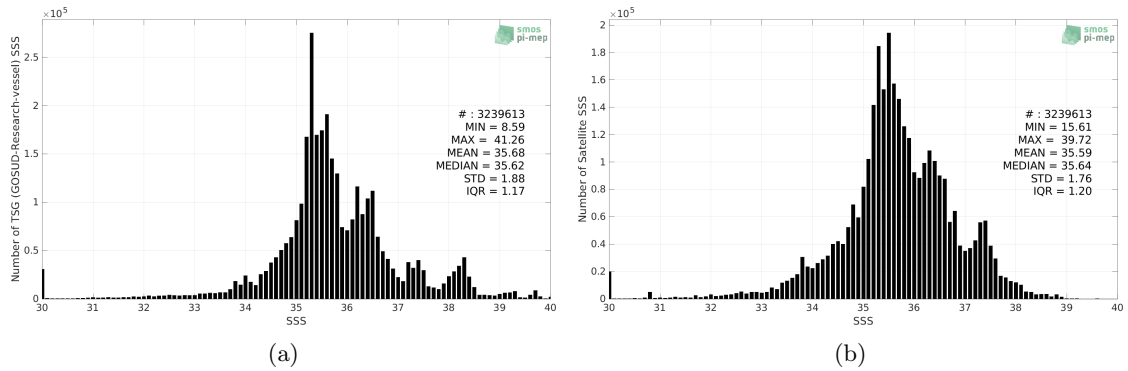 ×10^5
smos
pi-mep
Number of TSG (GOSUD-Research-vessel) SSS
2.5
2
1.5
1
0.5
0
# : 3239613
MIN = 8.59
MAX = 41.26
MEAN = 35.68
MEDIAN = 35.62
STD = 1.88
IQR = 1.17
30 31 32 33 34 35 36 37 38 39 40
SSS
(a)
×10^5
smos
pi-mep
Number of Satellite SSS
2
1.8
1.6
1.4
1.2
1
0.8
0.6
0.4
0.2
0
# : 3239613
MIN = 15.61
MAX = 39.72
MEAN = 35.59
MEDIAN = 35.64
STD = 1.76
IQR = 1.20
30 31 32 33 34 35 36 37 38 39 40
SSS
(b)